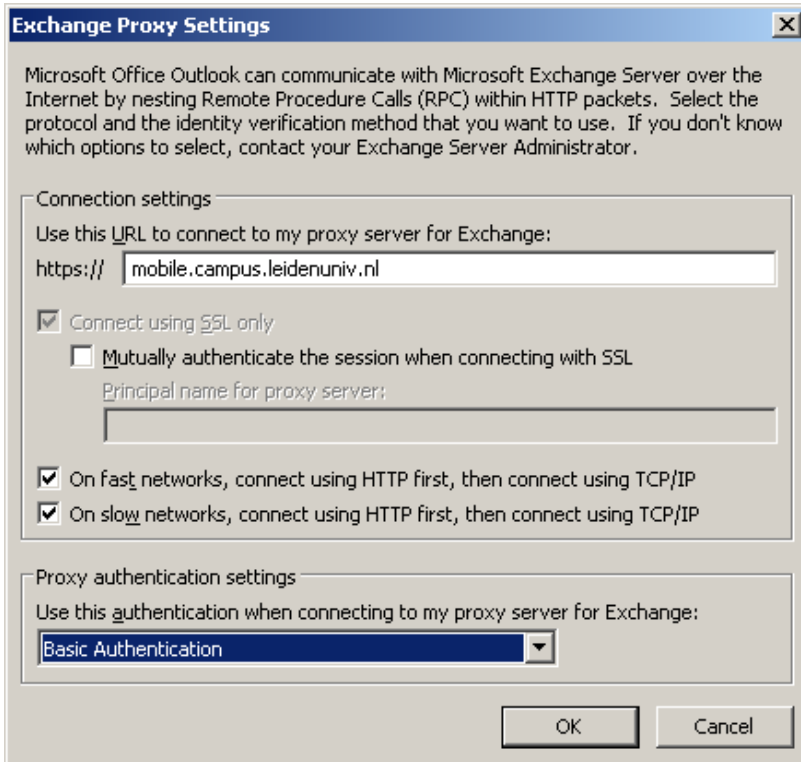 Exchange Proxy Settings
Microsoft Office Outlook can communicate with Microsoft Exchange Server over the
Internet by nesting Remote Procedure Calls (RPC) within HTTP packets.  Select the
protocol and the identity verification method that you want to use.  If you don't know
which options to select, contact your Exchange Server Administrator.
Connection settings
Use this URL to connect to my proxy server for Exchange:
https:// mobile.campus.leidenuniv.nl
Connect using SSL only
Mutually authenticate the session when connecting with SSL
Principal name for proxy server:
On fast networks, connect using HTTP first, then connect using TCP/IP
On slow networks, connect using HTTP first, then connect using TCP/IP
Proxy authentication settings
Use this authentication when connecting to my proxy server for Exchange:
Basic Authentication
OK Cancel